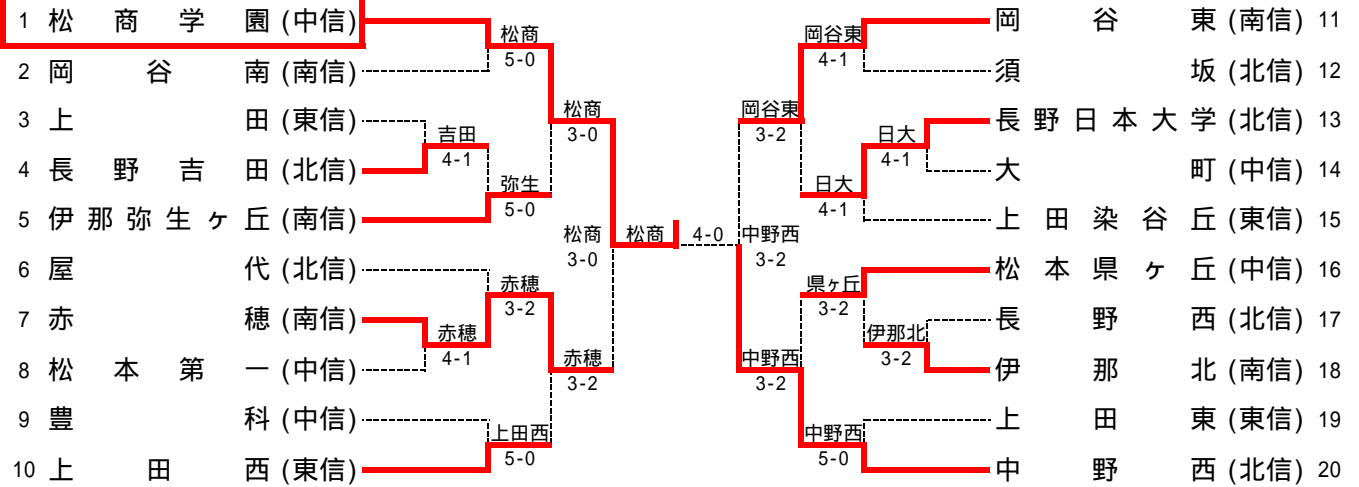 1 松商学園(中信)
2 岡谷南(南信)
3 上田(東信)
4 長野吉田(北信)
5 伊那弥生ヶ丘(南信)
6 屋代(北信)
7 赤穂(南信)
8 松本第一(中信)
9 豊科(中信)
10 上田西(東信)
松商
5-0
吉田
4-1
弥生
5-0
松商
3-0
赤穂
4-1
赤穂
3-2
上田西
5-0
赤穂
3-2
松商
3-0
松商
4-0
中野西
3-2
岡谷東
3-2
中野西
3-2
岡谷東
4-1
日大
4-1
日大
4-1
県ヶ丘
3-2
伊那北
3-2
中野西
5-0
岡谷東(南信) 11
須坂(北信) 12
長野日本大学(北信) 13
大町(中信) 14
上田染谷丘(東信) 15
松本県ヶ丘(中信) 16
長野西(北信) 17
伊那北(南信) 18
上田東(東信) 19
中野西(北信) 20